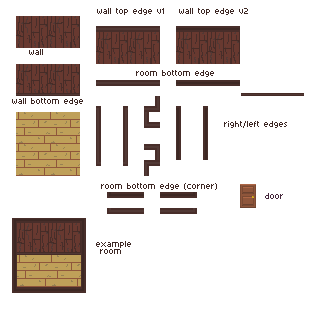 wall top edge v1
wall top edge v2
wall
room bottom edge
wall bottom edge
right/left edges
room bottom edge (corner)
door
example
room